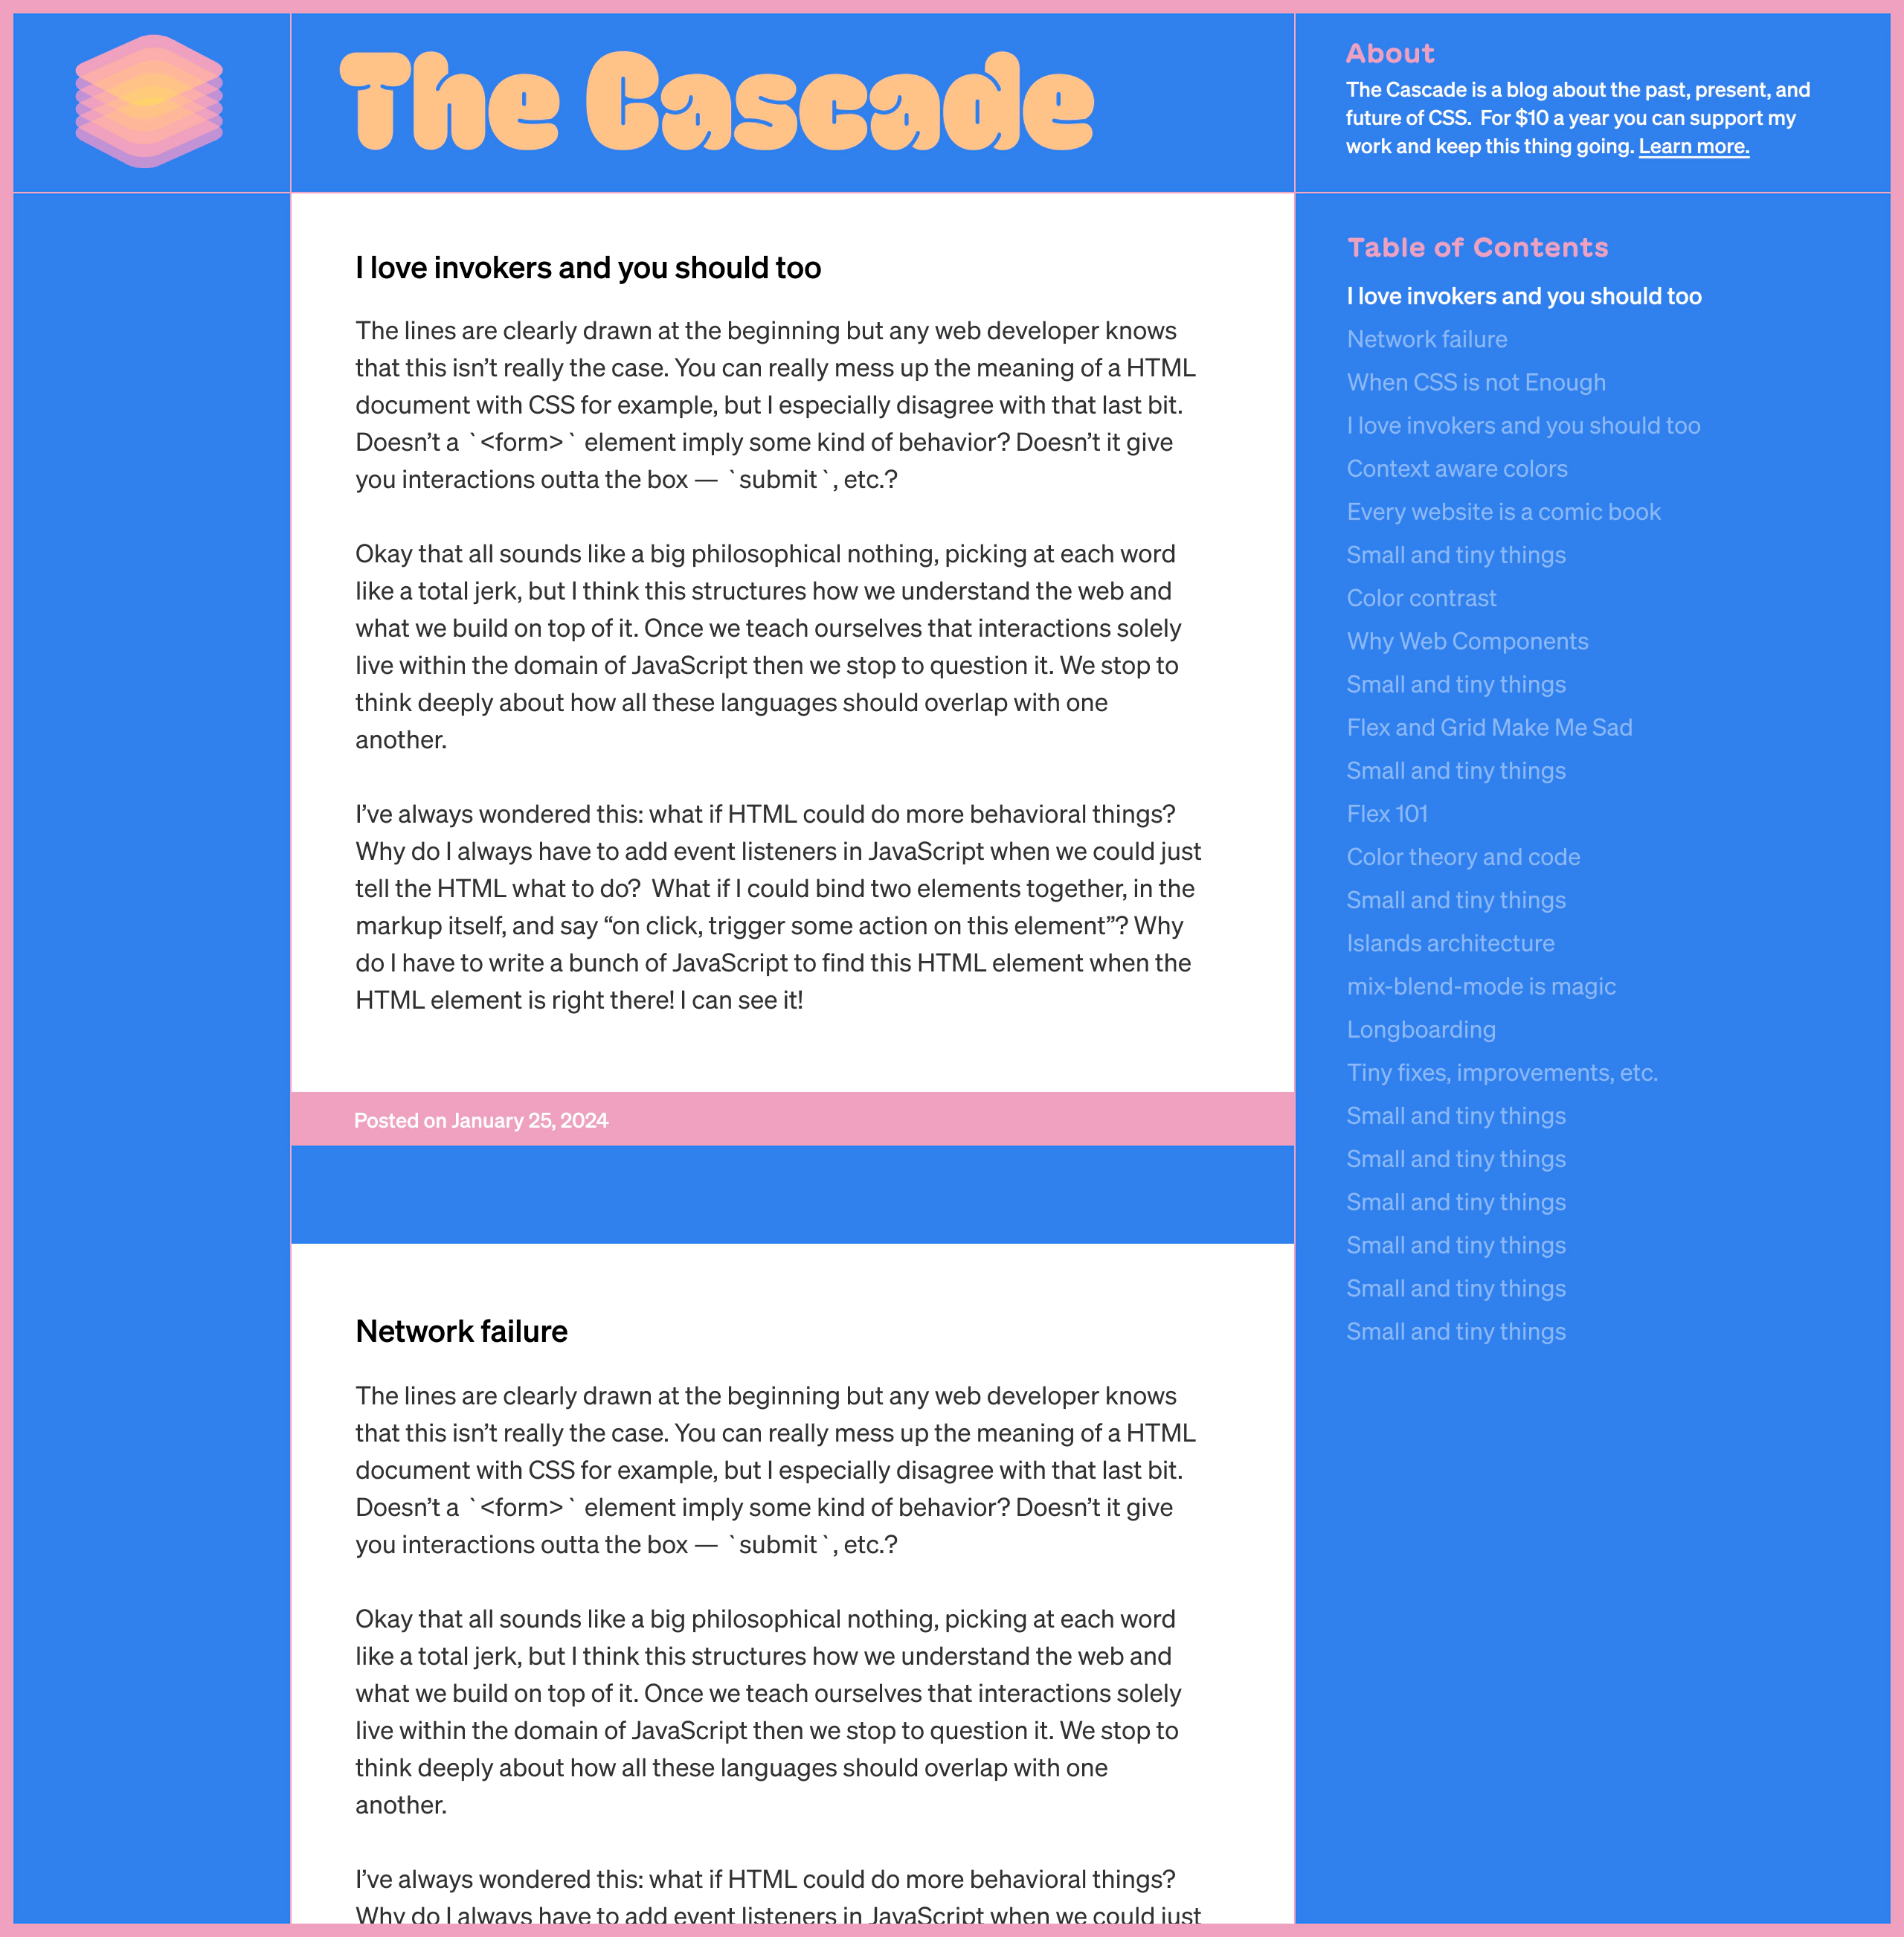 The Cascade
About
The Cascade is a blog about the past, present, and
future of CSS.  For $10 a year you can support my
work and keep this thing going. Learn more.
I love invokers and you should too
The lines are clearly drawn at the beginning but any web developer knows
that this isn’t really the case. You can really mess up the meaning of a HTML
document with CSS for example, but I especially disagree with that last bit.
Doesn’t a `<form>` element imply some kind of behavior? Doesn’t it give
you interactions outta the box — `submit`, etc.?
Okay that all sounds like a big philosophical nothing, picking at each word
like a total jerk, but I think this structures how we understand the web and
what we build on top of it. Once we teach ourselves that interactions solely
live within the domain of JavaScript then we stop to question it. We stop to
think deeply about how all these languages should overlap with one
another.
I’ve always wondered this: what if HTML could do more behavioral things?
Why do I always have to add event listeners in JavaScript when we could just
tell the HTML what to do?  What if I could bind two elements together, in the
markup itself, and say “on click, trigger some action on this element”? Why
do I have to write a bunch of JavaScript to find this HTML element when the
HTML element is right there! I can see it!
Posted on January 25, 2024
Network failure
The lines are clearly drawn at the beginning but any web developer knows
that this isn’t really the case. You can really mess up the meaning of a HTML
document with CSS for example, but I especially disagree with that last bit.
Doesn’t a `<form>` element imply some kind of behavior? Doesn’t it give
you interactions outta the box — `submit`, etc.?
Okay that all sounds like a big philosophical nothing, picking at each word
like a total jerk, but I think this structures how we understand the web and
what we build on top of it. Once we teach ourselves that interactions solely
live within the domain of JavaScript then we stop to question it. We stop to
think deeply about how all these languages should overlap with one
another.
I’ve always wondered this: what if HTML could do more behavioral things?
Why do I always have to add event listeners in JavaScript when we could just
Table of Contents
I love invokers and you should too
Network failure
When CSS is not Enough
I love invokers and you should too
Context aware colors
Every website is a comic book
Small and tiny things
Color contrast
Why Web Components
Small and tiny things
Flex and Grid Make Me Sad
Small and tiny things
Flex 101
Color theory and code
Small and tiny things
Islands architecture
mix-blend-mode is magic
Longboarding
Tiny fixes, improvements, etc.
Small and tiny things
Small and tiny things
Small and tiny things
Small and tiny things
Small and tiny things
Small and tiny things